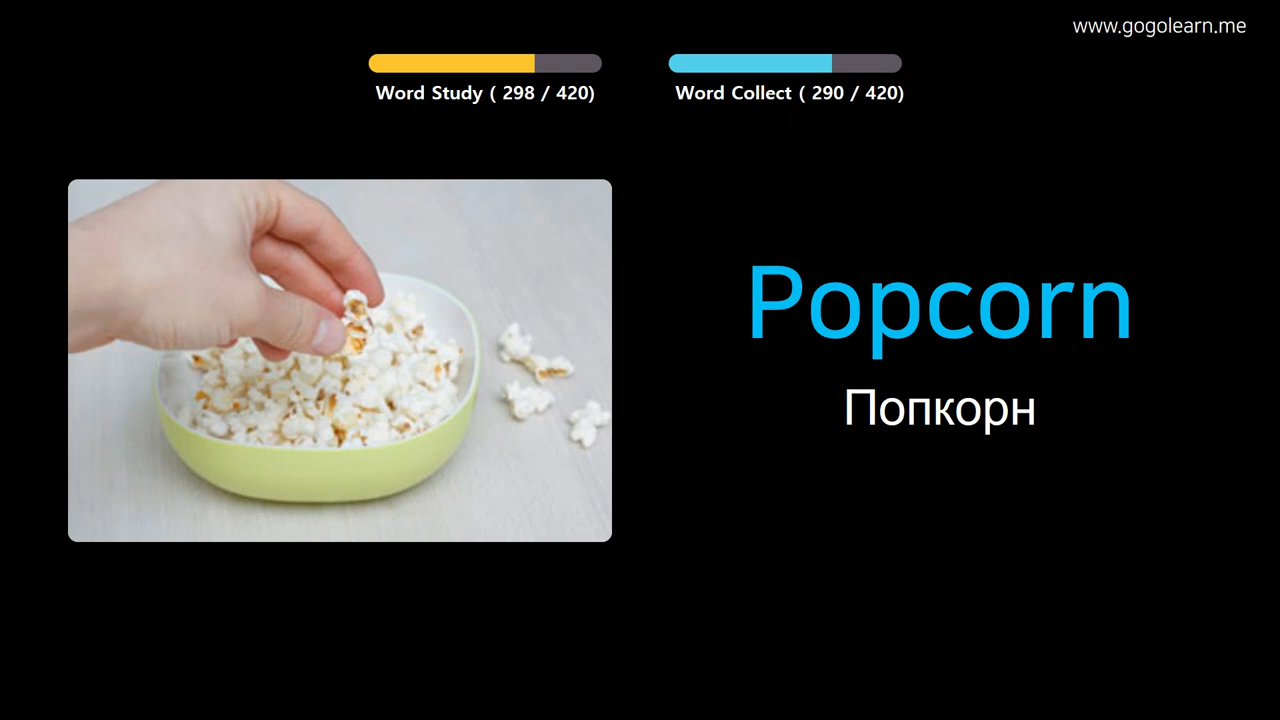 www.gogolearn.me
Word Study ( 298 / 420)
Word Collect ( 290 / 420)
Popcorn
Попкорн